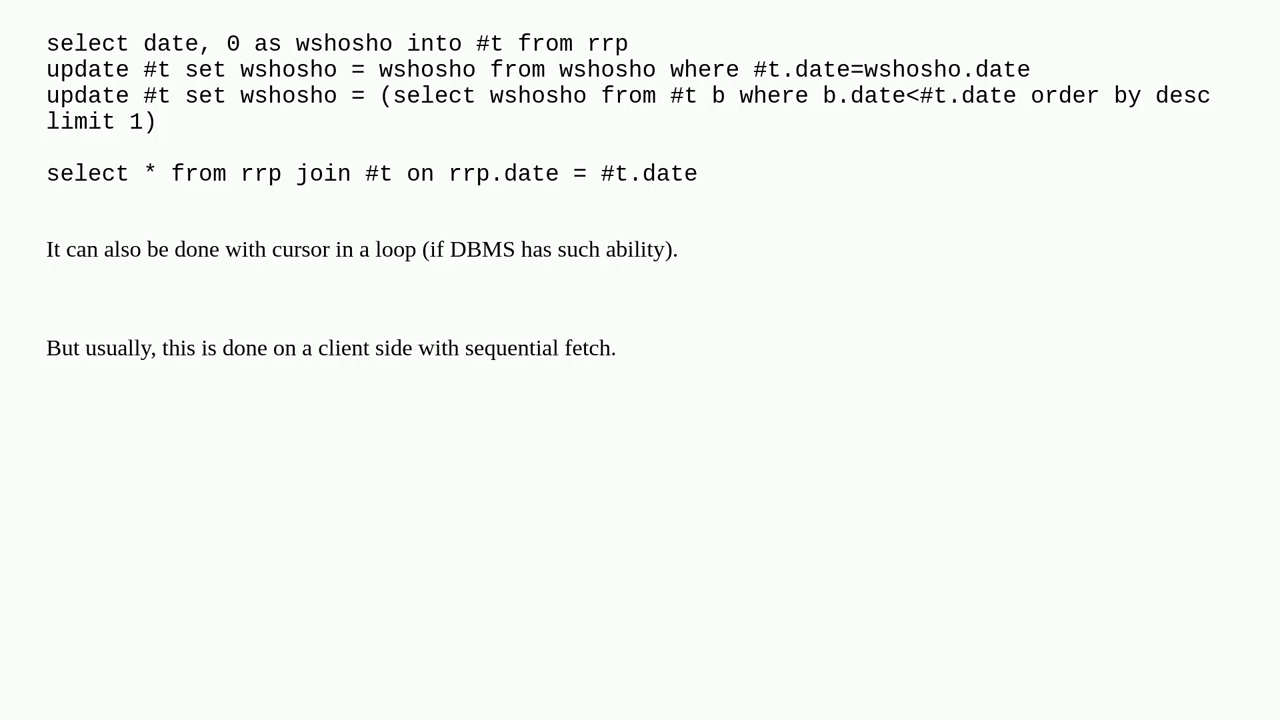 select date, 0 as wshosho into #t from rrp
update #t set wshosho = wshosho from wshosho where #t.date=wshosho.date
update #t set wshosho = (select wshosho from #t b where b.date<#t.date order by desc
limit 1)
select * from rrp join #t on rrp.date = #t.date
It can also be done with cursor in a loop (if DBMS has such ability).
But usually, this is done on a client side with sequential fetch.